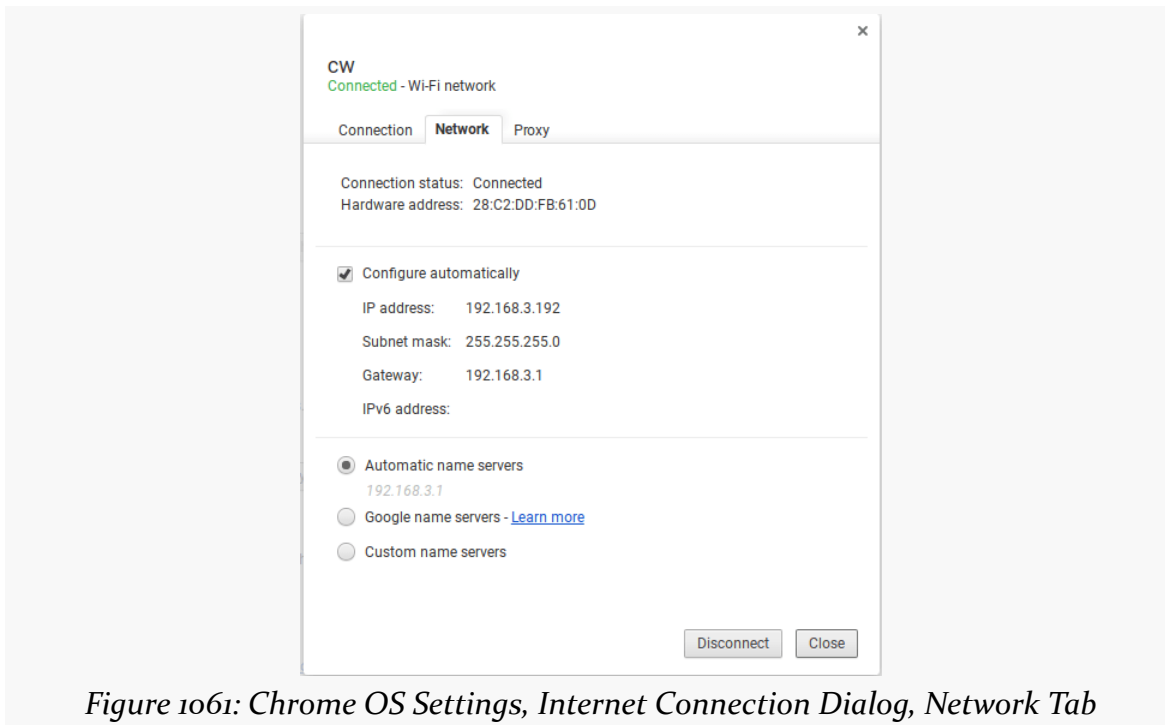 ×
CW
Connected - Wi-Fi network
Connection Network Proxy
Connection status: Connected
Hardware address: 28:C2:DD:FB:61:0D
Configure automatically
IP address: 192.168.3.192
Subnet mask: 255.255.255.0
Gateway: 192.168.3.1
IPv6 address:
Automatic name servers
192.168.3.1
Google name servers - Learn more
Custom name servers
Disconnect Close
Figure 1061: Chrome OS Settings, Internet Connection Dialog, Network Tab